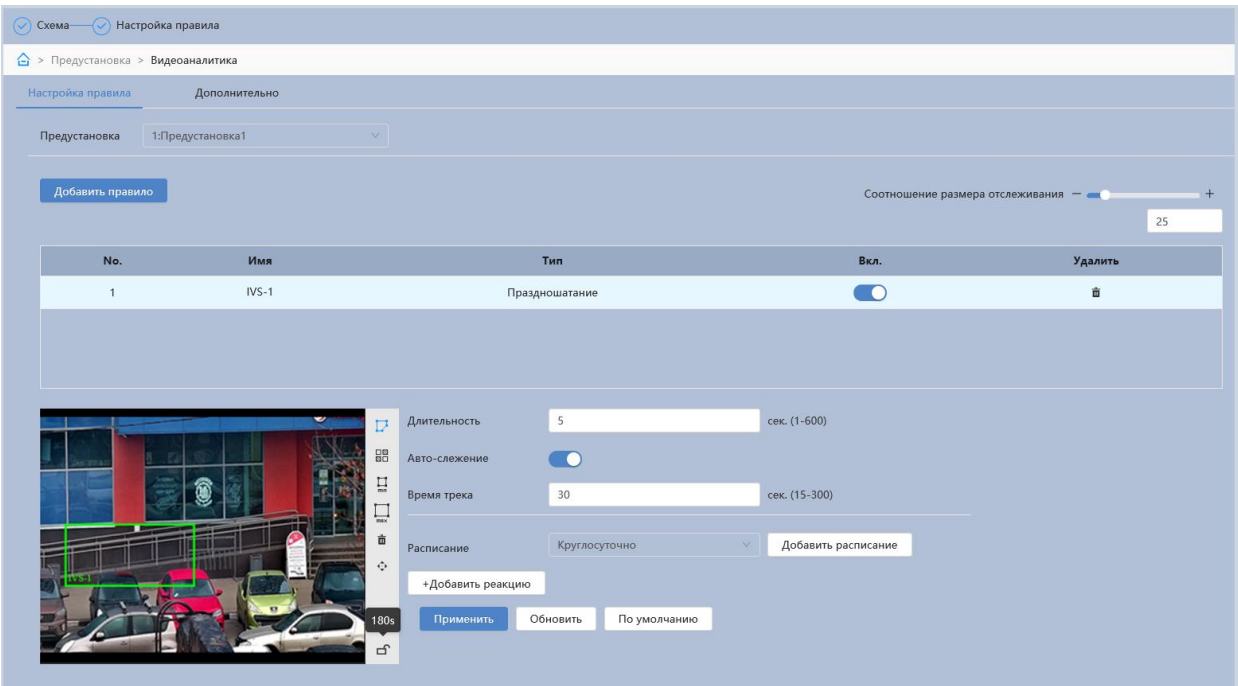 Схема Настройка правила
> Предустановка > Видеоаналитика
Настройка правила Дополнительно
Предустановка 1:Предустановка1
Добавить правило
Соотношение размера отслеживания − +
25
No. Имя Тип Вкл. Удалить
1 IVS-1 Праздношатание
Длительность 5 сек. (1-600)
Авто-слежение
min
Время трека 30 сек. (15-300)
max
Расписание Круглосуточно Добавить расписание
IVS-1
+Добавить реакцию
180s
Применить Обновить По умолчанию